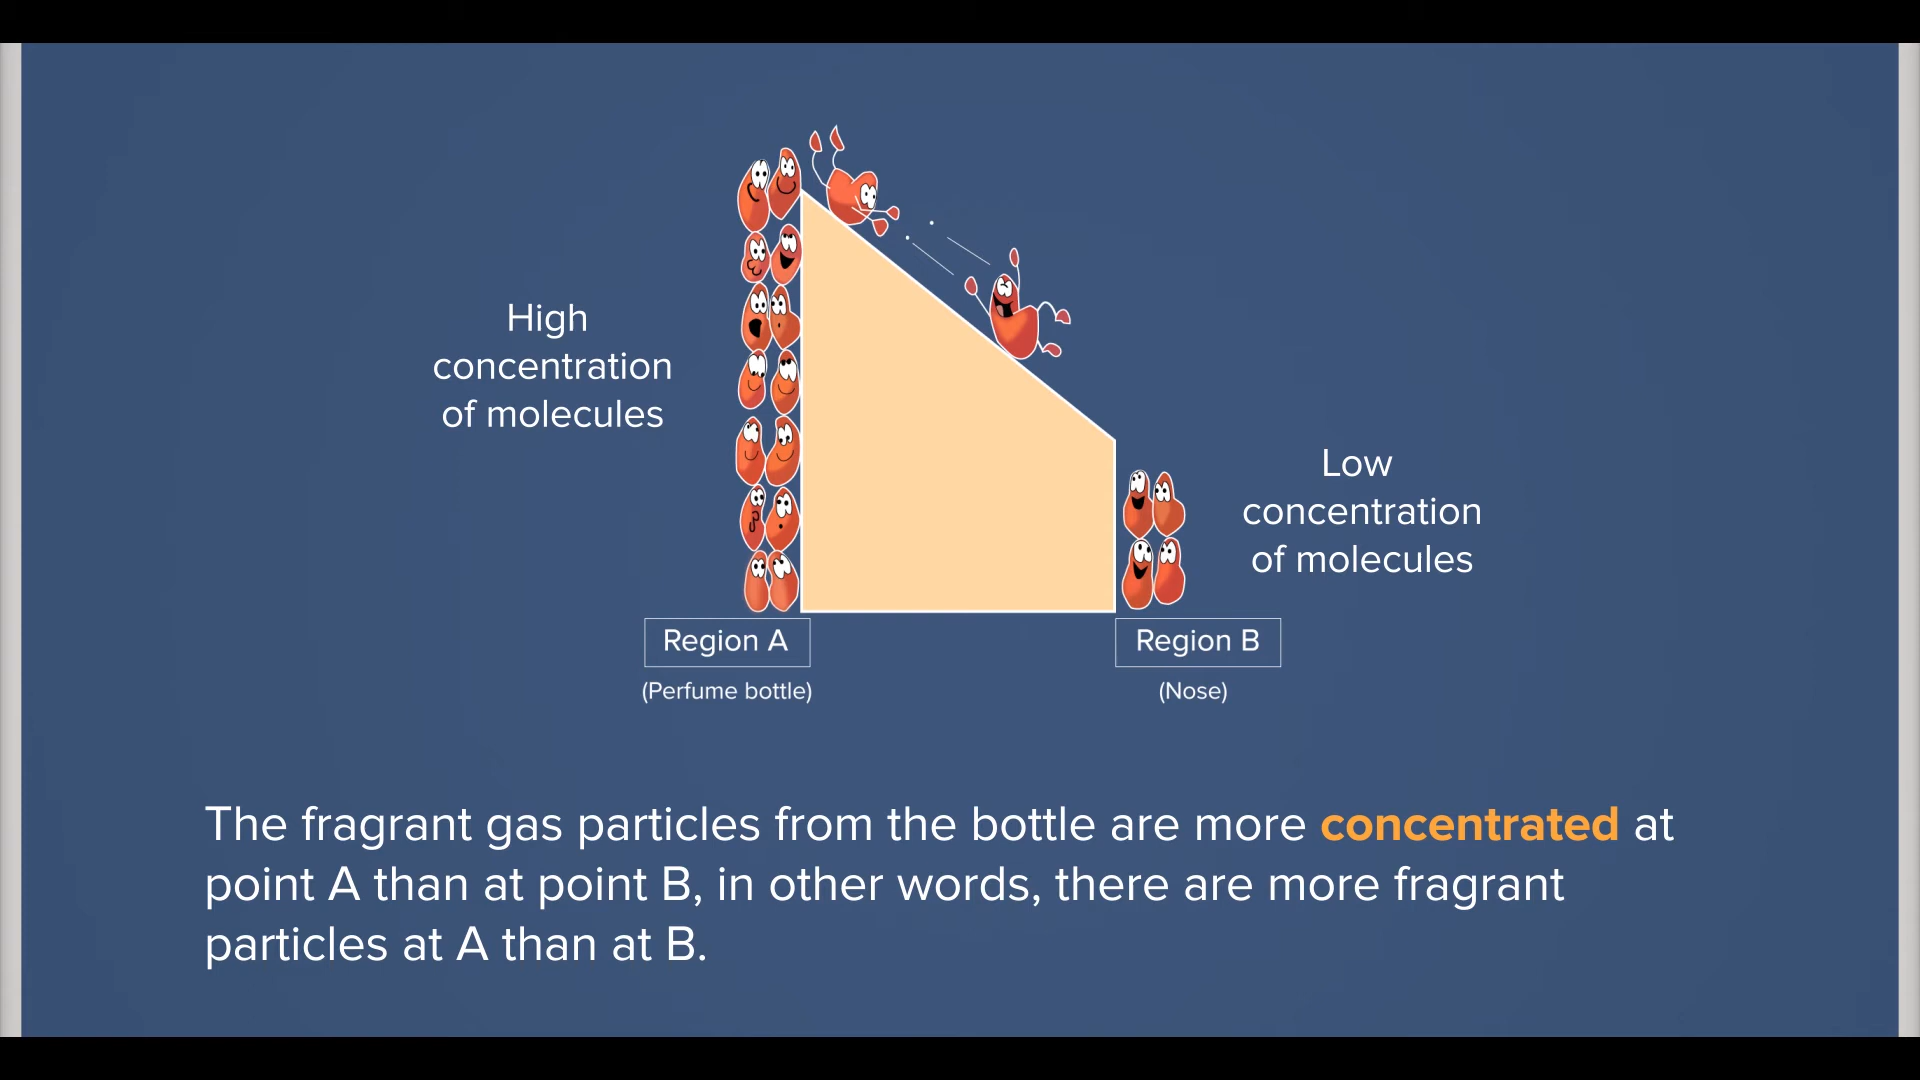 High
concentration
of molecules
Low
concentration
of molecules
Region A
Region B
(Perfume bottle)
(Nose)
The fragrant gas particles from the bottle are more concentrated at
point A than at point B, in other words, there are more fragrant
particles at A than at B.